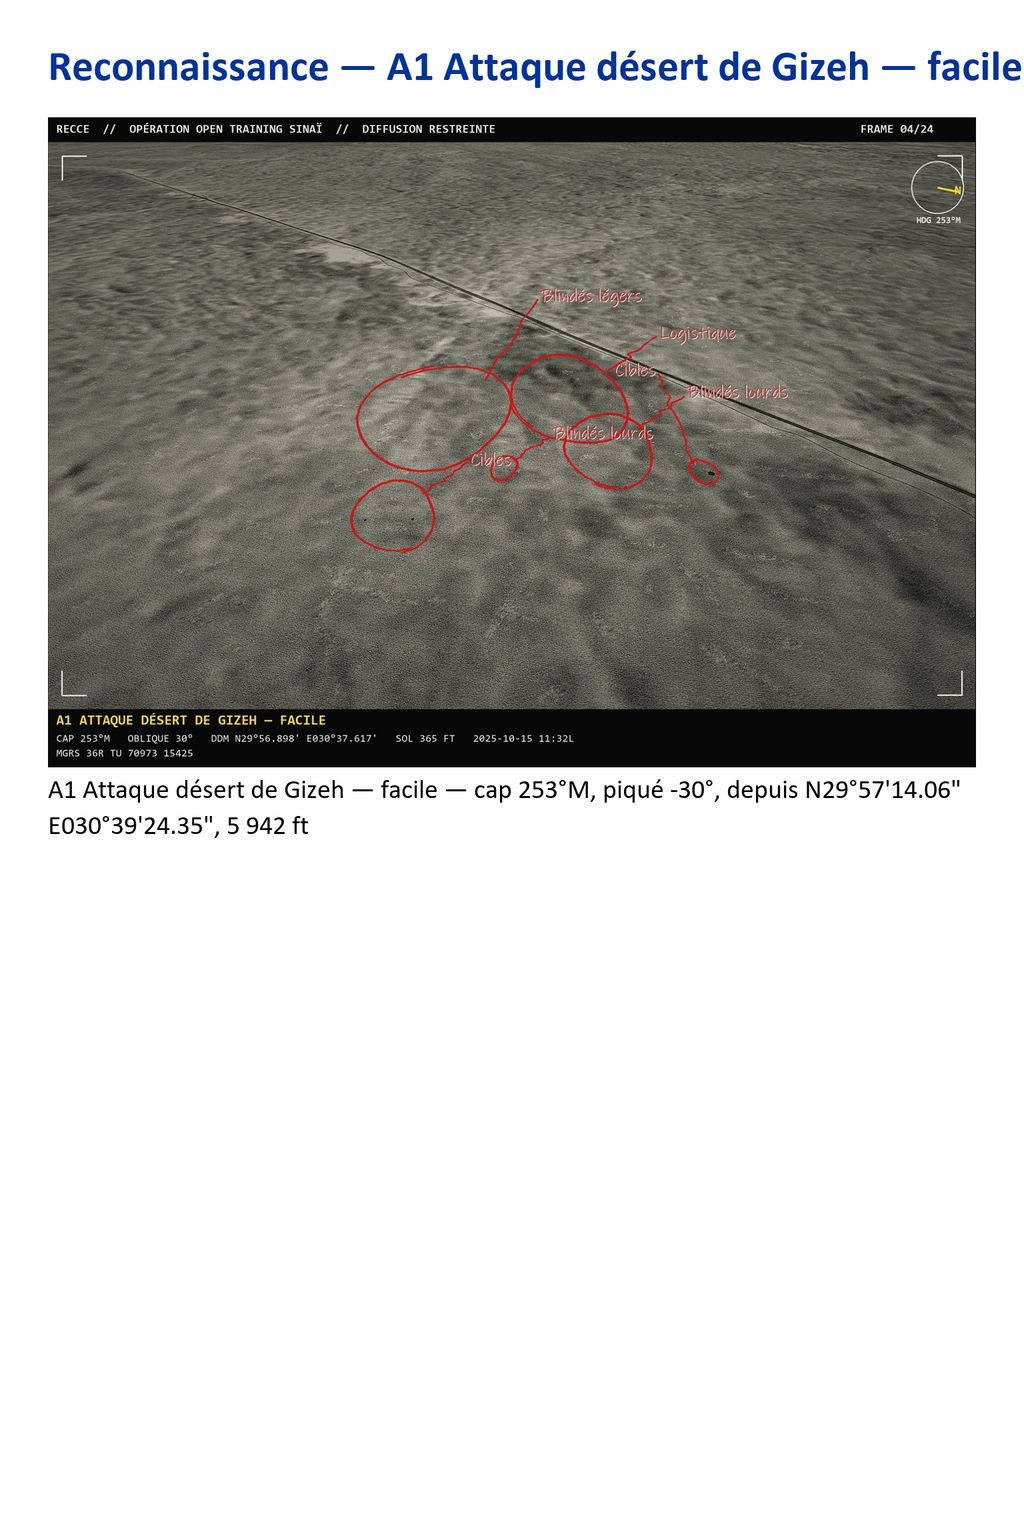 Reconnaissance — A1 Attaque désert de Gizeh — facile
RECCE // OPÉRATION OPEN TRAINING SINAÏ // DIFFUSION RESTREINTE FRAME 04/24
N
HDG 253°M
Blindés légers
Logistique
Cibles
Blindés lourds
Blindés lourds
Cibles
A1 ATTAQUE DÉSERT DE GIZEH — FACILE
CAP 253°M OBLIQUE 30° DDM N29°56.898' E030°37.617' SOL 365 FT 2025-10-15 11:32L
MGRS 36R TU 70973 15425
A1 Attaque désert de Gizeh — facile — cap 253°M, piqué -30°, depuis N29°57'14.06"
E030°39'24.35", 5 942 ft